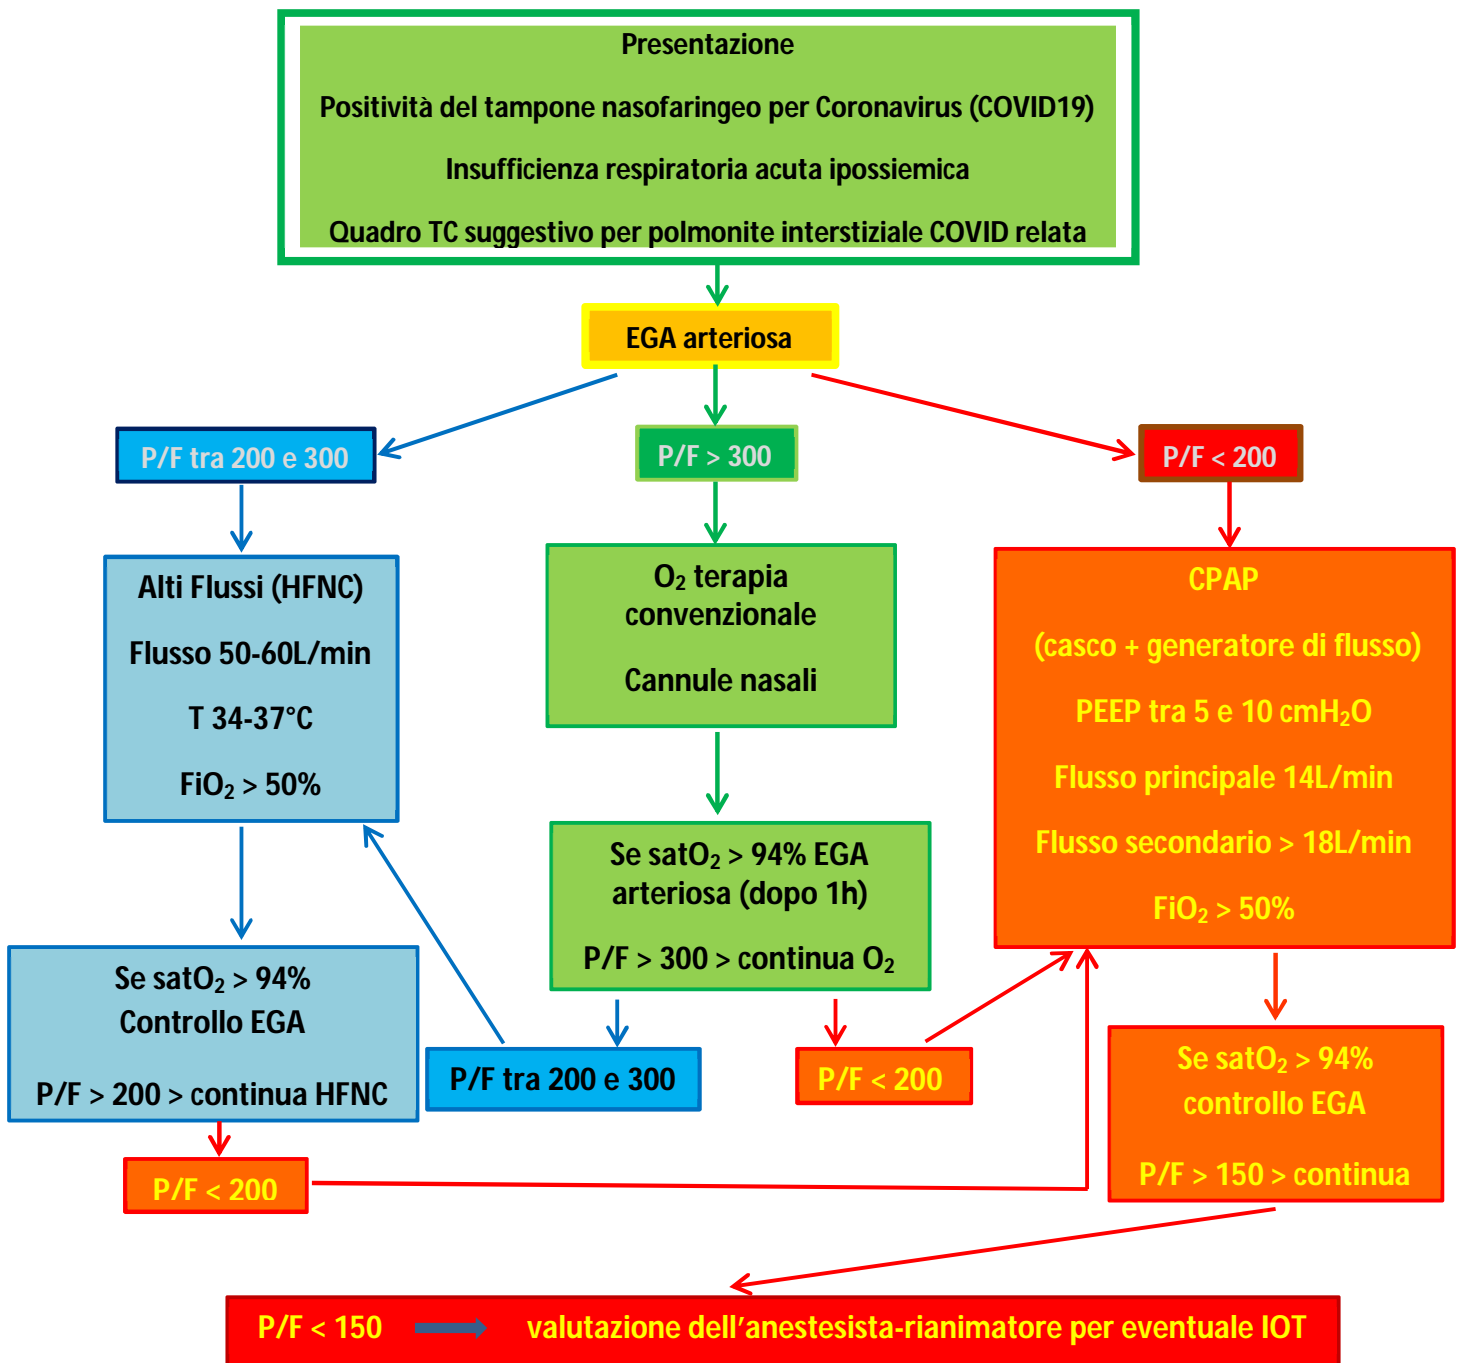 Presentazione
Positività del tampone nasofaringeo per Coronavirus (COVID19)
Insufficienza respiratoria acuta ipossiemica
Quadro TC suggestivo per polmonite interstiziale COVID relata
EGA arteriosa
P/F tra 200 e 300
P/F > 300
P/F < 200
Alti Flussi (HFNC)
Flusso 50-60L/min
T 34-37°C
FiO₂ > 50%
O₂ terapia
convenzionale
Cannule nasali
CPAP
(casco + generatore di flusso)
PEEP tra 5 e 10 cmH₂O
Flusso principale 14L/min
Flusso secondario > 18L/min
FiO₂ > 50%
Se satO₂ > 94% EGA
arteriosa (dopo 1h)
P/F > 300 > continua O₂
Se satO₂ > 94%
Controllo EGA
P/F > 200 > continua HFNC
P/F tra 200 e 300
P/F < 200
Se satO₂ > 94%
controllo EGA
P/F > 150 > continua
P/F < 200
P/F < 150 valutazione dell'anestesista-rianimatore per eventuale IOT